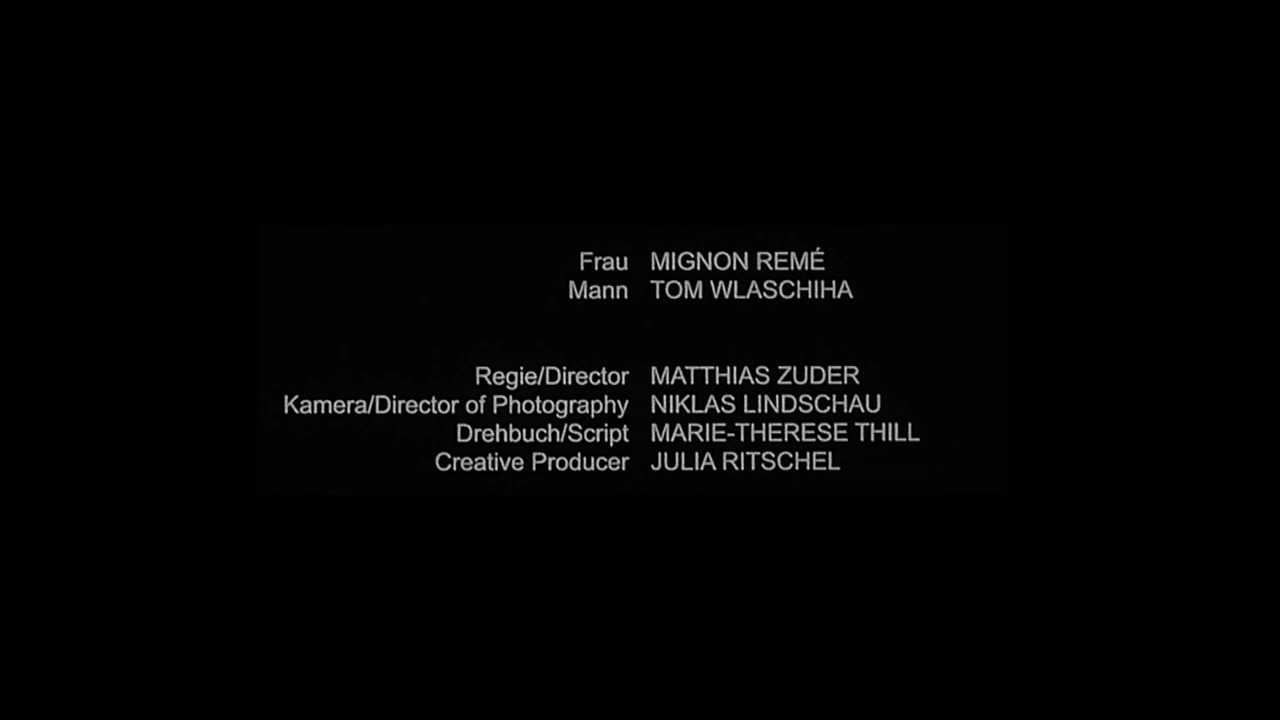 Frau MIGNON REMÉ
Mann TOM WLASCHIHA
Regie/Director MATTHIAS ZUDER
Kamera/Director of Photography NIKLAS LINDSCHAU
Drehbuch/Script MARIE-THERESE THILL
Creative Producer JULIA RITSCHEL